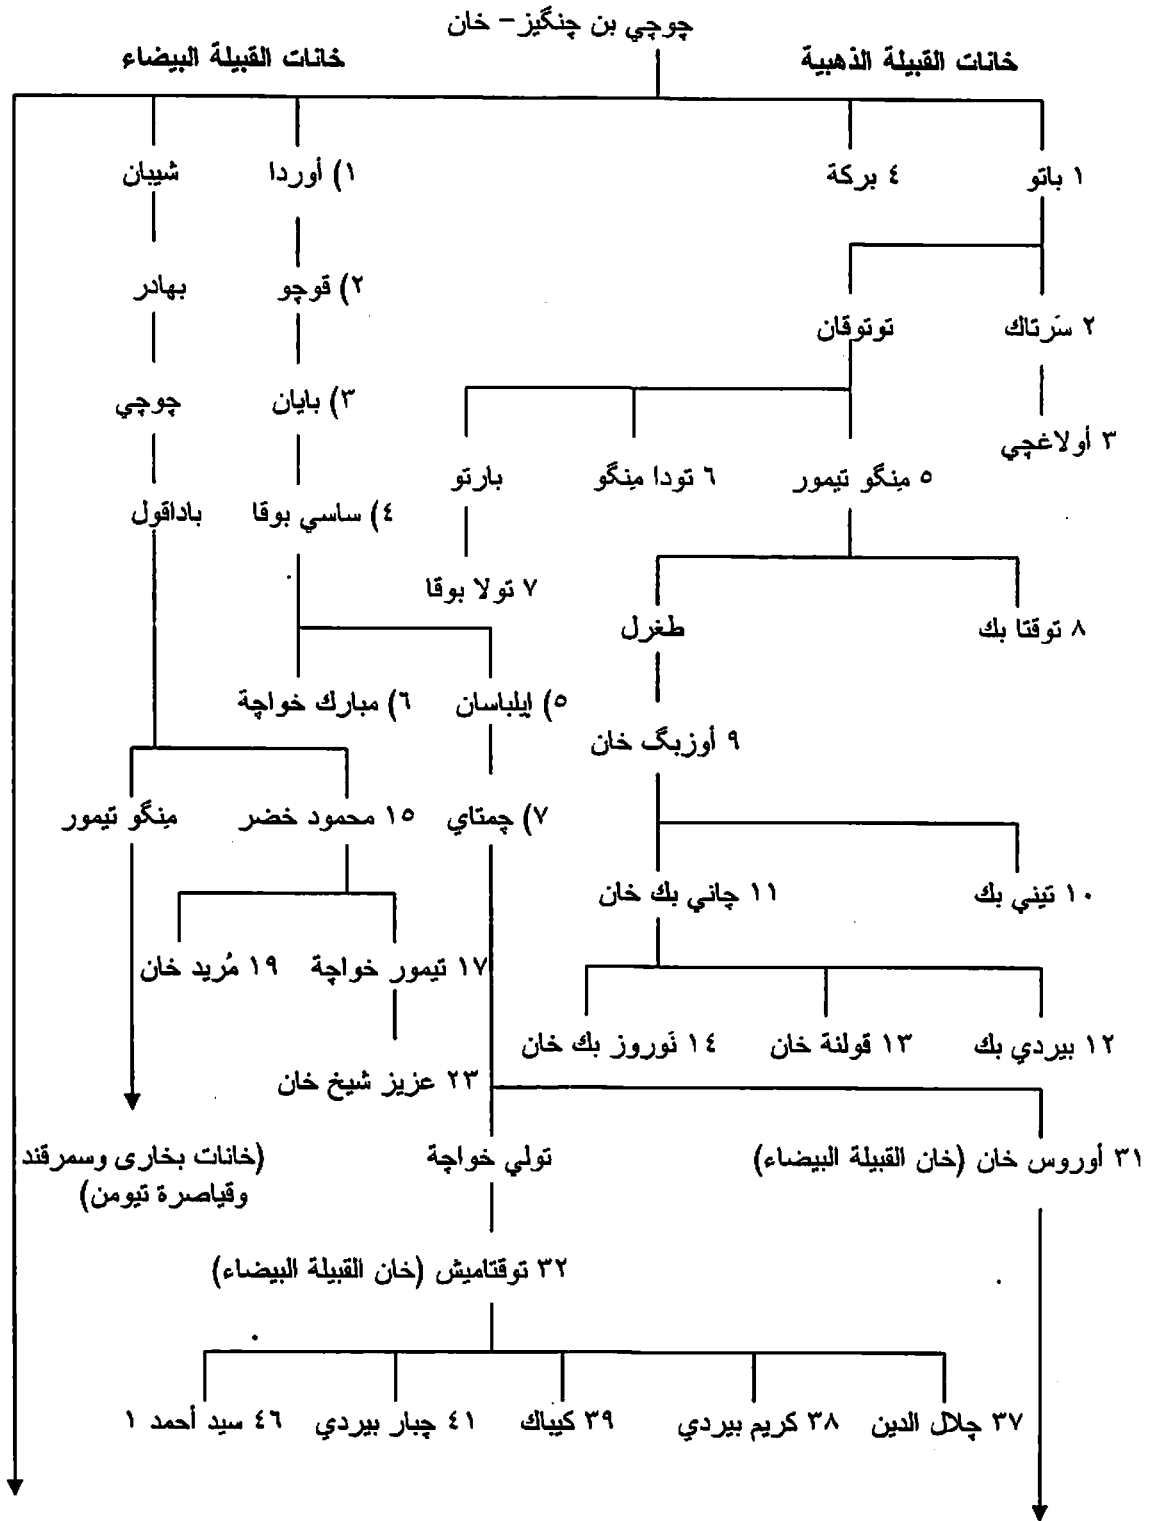 چوچي بن چنگيز- خان
خانات القبيلة الذهبية
خانات القبيلة البيضاء
١ باتو
٤ بركة
١) أوردا
شيبان
٢) قوچو
بهادر
٢ سَرتاك
توتوقان
٣) بايان
چوچي
٣ أولاغچي
٥ مِنگو تيمور
٦ تودا مِنگو
بارتو
٤) ساسي بوقا
باداقول
٧ تولا بوقا
٨ توقتا بك
طغرل
٥) إيلباسان
٦) مبارك خواچة
٩ أوزبگ خان
٧) چمتاي
١٥ محمود خضر
مِنگو تيمور
١٠ تيني بك
١١ چاني بك خان
١٧ تيمور خواچة
١٩ مُريد خان
١٢ بيردي بك
١٣ قولنة خان
١٤ نَوروز بك خان
٢٣ عزيز شيخ خان
٣١ أوروس خان (خان القبيلة البيضاء)
تولي خواچة
(خانات بخارى وسمرقند
وقياصرة تيومن)
٣٢ توقتاميش (خان القبيلة البيضاء)
٣٧ چلال الدين
٣٨ كريم بيردي
٣٩ كيباك
٤١ چبار بيردي
٤٦ سيد أحمد ١